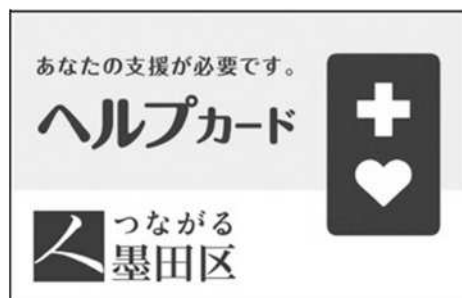 あなたの支援が必要です。
ヘルプカード
つながる
墨田区